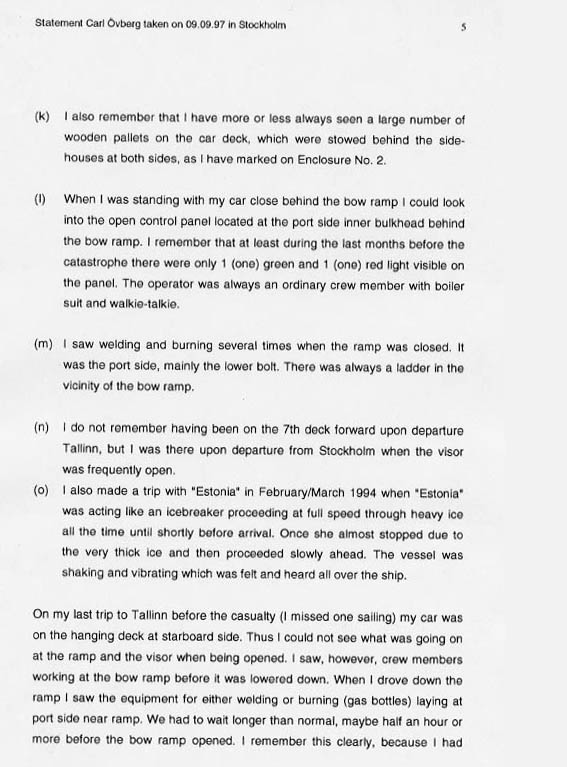 Statement Carl Övberg taken on 09.09.97 in Stockholm 5
(k) I also remember that I have more or less always seen a large number of
wooden pallets on the car deck, which were stowed behind the side-
houses at both sides, as I have marked on Enclosure No. 2.
(l) When I was standing with my car close behind the bow ramp I could look
into the open control panel located at the port side inner bulkhead behind
the bow ramp. I remember that at least during the last months before the
catastrophe there were only 1 (one) green and 1 (one) red light visible on
the panel. The operator was always an ordinary crew member with boiler
suit and walkie-talkie.
(m) I saw welding and burning several times when the ramp was closed. It
was the port side, mainly the lower bolt. There was always a ladder in the
vicinity of the bow ramp.
(n) I do not remember having been on the 7th deck forward upon departure
Tallinn, but I was there upon departure from Stockholm when the visor
was frequently open.
(o) I also made a trip with "Estonia" in February/March 1994 when "Estonia"
was acting like an icebreaker proceeding at full speed through heavy ice
all the time until shortly before arrival. Once she almost stopped due to
the very thick ice and then proceeded slowly ahead. The vessel was
shaking and vibrating which was felt and heard all over the ship.
On my last trip to Tallinn before the casualty (I missed one sailing) my car was
on the hanging deck at starboard side. Thus I could not see what was going on
at the ramp and the visor when being opened. I saw, however, crew members
working at the bow ramp before it was lowered down. When I drove down the
ramp I saw the equipment for either welding or burning (gas bottles) laying at
port side near ramp. We had to wait longer than normal, maybe half an hour or
more before the bow ramp opened. I remember this clearly, because I had